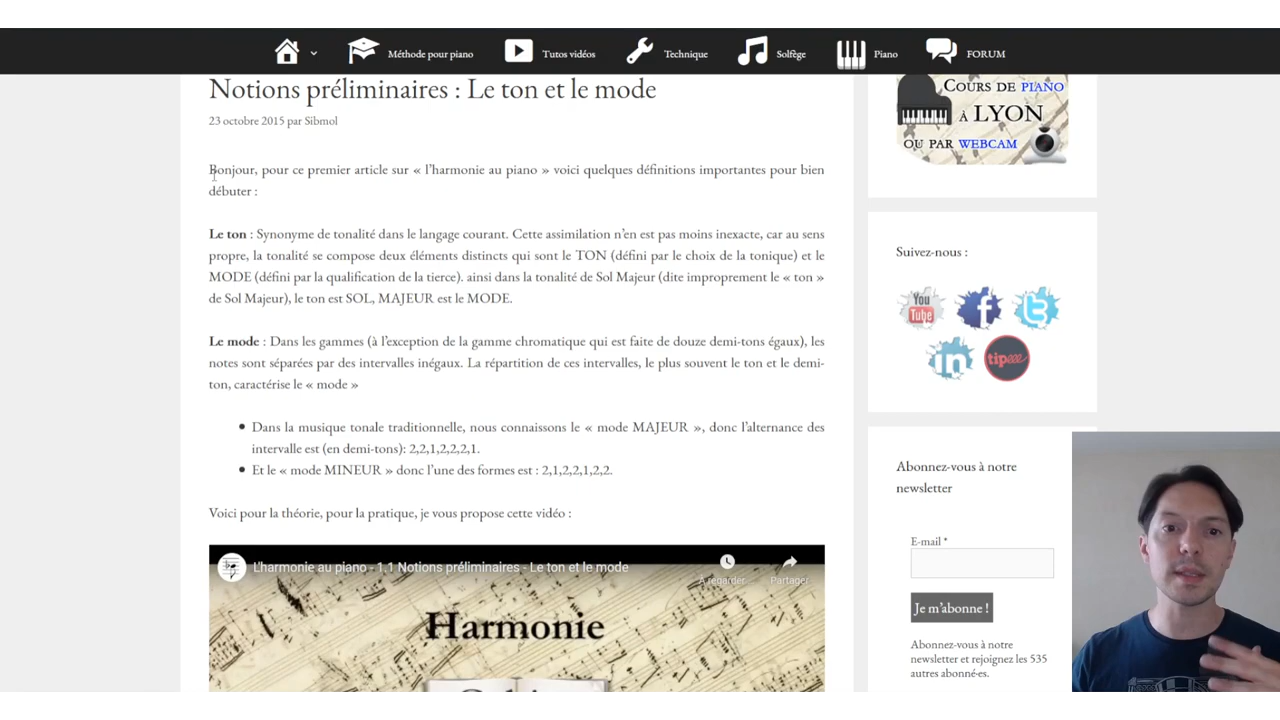 Méthode pour piano
Tutos vidéos
Technique
Solfège
Piano
FORUM
Notions préliminaires : Le ton et le mode
23 octobre 2015 par Sibmol
Bonjour, pour ce premier article sur « l’harmonie au piano » voici quelques définitions importantes pour bien
débuter :
Le ton : Synonyme de tonalité dans le langage courant. Cette assimilation n’en est pas moins inexacte, car au sens
propre, la tonalité se compose deux éléments distincts qui sont le TON (défini par le choix de la tonique) et le
MODE (défini par la qualification de la tierce). ainsi dans la tonalité de Sol Majeur (dite improprement le « ton »
de Sol Majeur), le ton est SOL, MAJEUR est le MODE.
Le mode : Dans les gammes (à l’exception de la gamme chromatique qui est faite de douze demi-tons égaux), les
notes sont séparées par des intervalles inégaux. La répartition de ces intervalles, le plus souvent le ton et le demi-
ton, caractérise le « mode »
Dans la musique tonale traditionnelle, nous connaissons le « mode MAJEUR », donc l’alternance des
intervalle est (en demi-tons): 2,2,1,2,2,2,1.
Et le « mode MINEUR » donc l’une des formes est : 2,1,2,2,1,2,2.
Voici pour la théorie, pour la pratique, je vous propose cette vidéo :
L'harmonie au piano - 1.1 Notions préliminaires - Le ton et le mode
À regarder
Partager
Harmonie
COURS DE PIANO
À LYON
OU PAR WEBCAM
Suivez-nous :
You
Tube
f
t
in
tipeee
Abonnez-vous à notre
newsletter
E-mail *
Je m’abonne !
Abonnez-vous à notre
newsletter et rejoignez les 535
autres abonné·es.